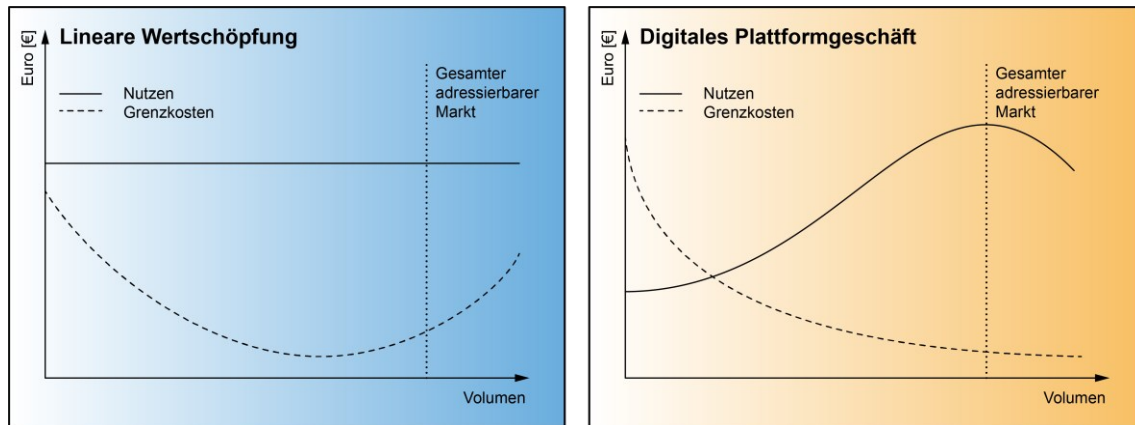 Lineare Wertschöpfung
Euro [€]
Nutzen
Grenzkosten
Gesamter
adressierbarer
Markt
Volumen
Digitales Plattformgeschäft
Euro [€]
Nutzen
Grenzkosten
Gesamter
adressierbarer
Markt
Volumen